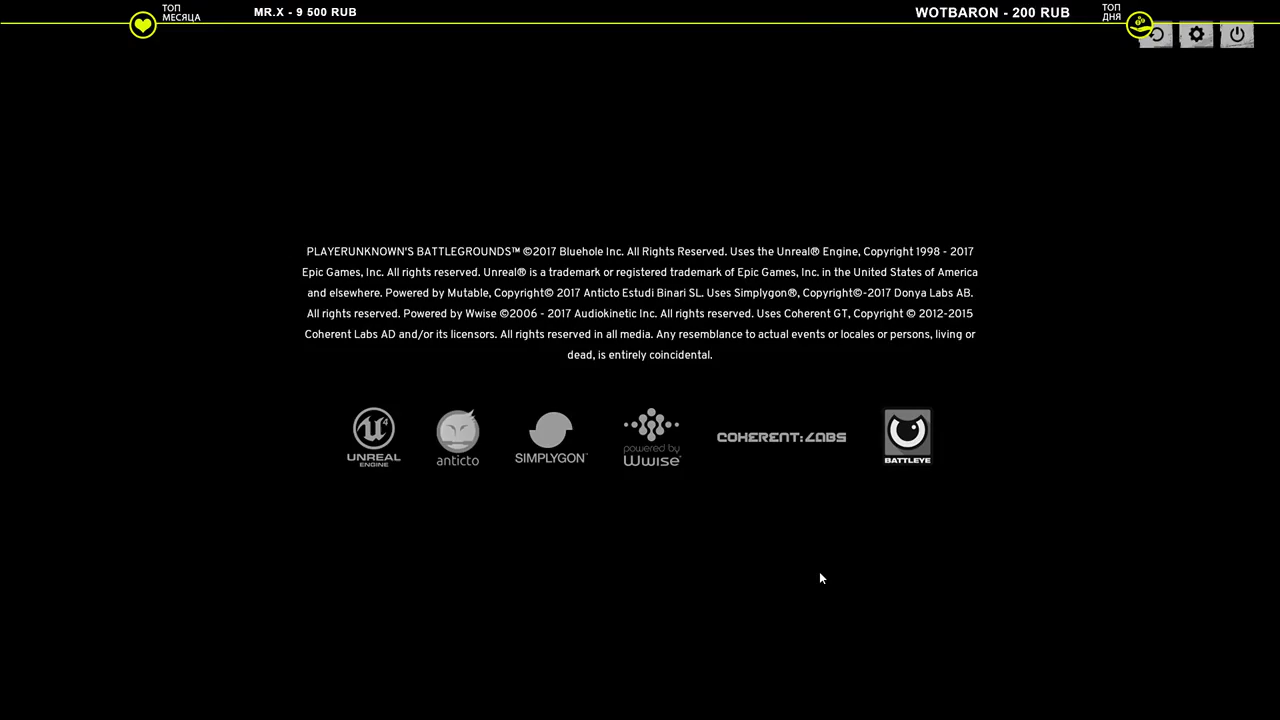 ТОП
МЕСЯЦА
MR.X - 9 500 RUB
WOTBARON - 200 RUB
ТОП
ДНЯ
PLAYERUNKNOWN'S BATTLEGROUNDS™ ©2017 Bluehole Inc. All Rights Reserved. Uses the Unreal® Engine, Copyright 1998 - 2017
Epic Games, Inc. All rights reserved. Unreal® is a trademark or registered trademark of Epic Games, Inc. in the United States of America
and elsewhere. Powered by Mutable, Copyright© 2017 Anticto Estudi Binari SL. Uses Simplygon®, Copyright©-2017 Donya Labs AB.
All rights reserved. Powered by Wwise ©2006 - 2017 Audiokinetic Inc. All rights reserved. Uses Coherent GT, Copyright © 2012-2015
Coherent Labs AD and/or its licensors. All rights reserved in all media. Any resemblance to actual events or locales or persons, living or
dead, is entirely coincidental.
UNREAL
ENGINE
anticto
SIMPLYGON™
powered by
Wwise
COHERENT:LABS
BATTLEYE